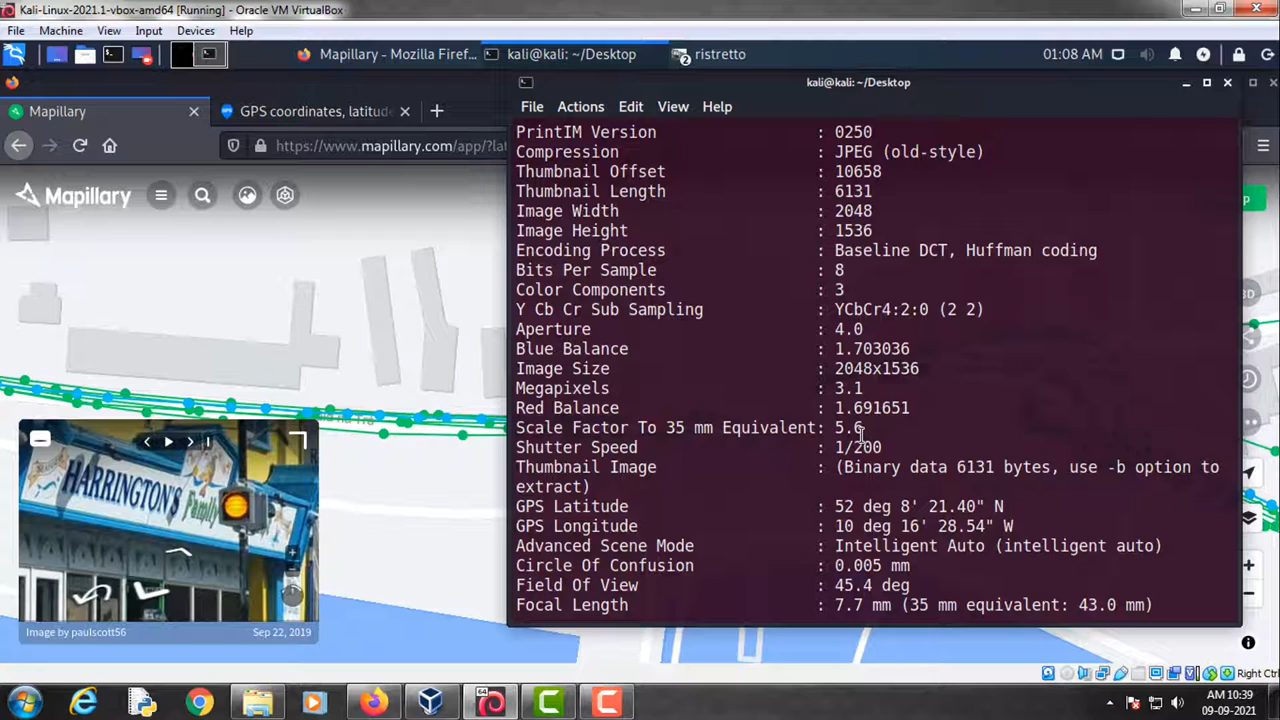 Kali-Linux-2021.1-vbox-amd64 [Running] - Oracle VM VirtualBox
File Machine View Input Devices Help
Mapillary - Mozilla Firef...
kali@kali: ~/Desktop
2
ristretto
01:08 AM
kali@kali: ~/Desktop
Mapillary
GPS coordinates, latitude
File Actions Edit View Help
https://www.mapillary.com/app/?lat
Mapillary
PrintIM Version : 0250
Compression : JPEG (old-style)
Thumbnail Offset : 10658
Thumbnail Length : 6131
Image Width : 2048
Image Height : 1536
Encoding Process : Baseline DCT, Huffman coding
Bits Per Sample : 8
Color Components : 3
Y Cb Cr Sub Sampling : YCbCr4:2:0 (2 2)
Aperture : 4.0
Blue Balance : 1.703036
Image Size : 2048x1536
Megapixels : 3.1
Red Balance : 1.691651
Scale Factor To 35 mm Equivalent: 5.6
Shutter Speed : 1/200
Thumbnail Image : (Binary data 6131 bytes, use -b option to
extract)
GPS Latitude : 52 deg 8' 21.40" N
GPS Longitude : 10 deg 16' 28.54" W
Advanced Scene Mode : Intelligent Auto (intelligent auto)
Circle Of Confusion : 0.005 mm
Field Of View : 45.4 deg
Focal Length : 7.7 mm (35 mm equivalent: 43.0 mm)
HARRINGTON'S Family
Image by paulscott56
Sep 22, 2019
Right Ctrl
64
AM 10:39
09-09-2021